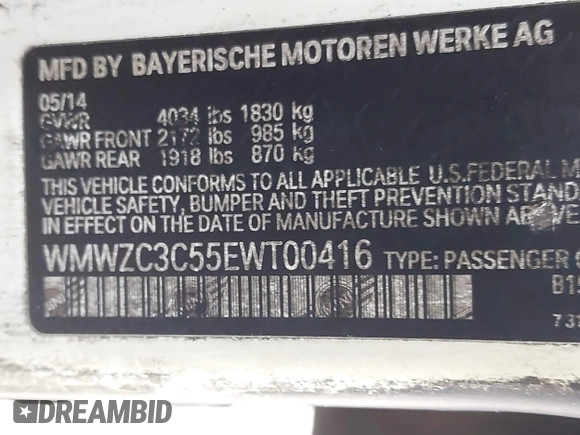 MFD BY BAYERISCHE MOTOREN WERKE AG
05/14
GVWR 4034 lbs 1830 kg
GAWR FRONT 2172 lbs 985 kg
GAWR REAR 1918 lbs 870 kg
THIS VEHICLE CONFORMS TO ALL APPLICABLE U.S.FEDERAL
VEHICLE SAFETY, BUMPER AND THEFT PREVENTION STAND
IN EFFECT ON THE DATE OF MANUFACTURE SHOWN ABOVE.
WMWZC3C55EWT00416 TYPE: PASSENGER
DREAMBID